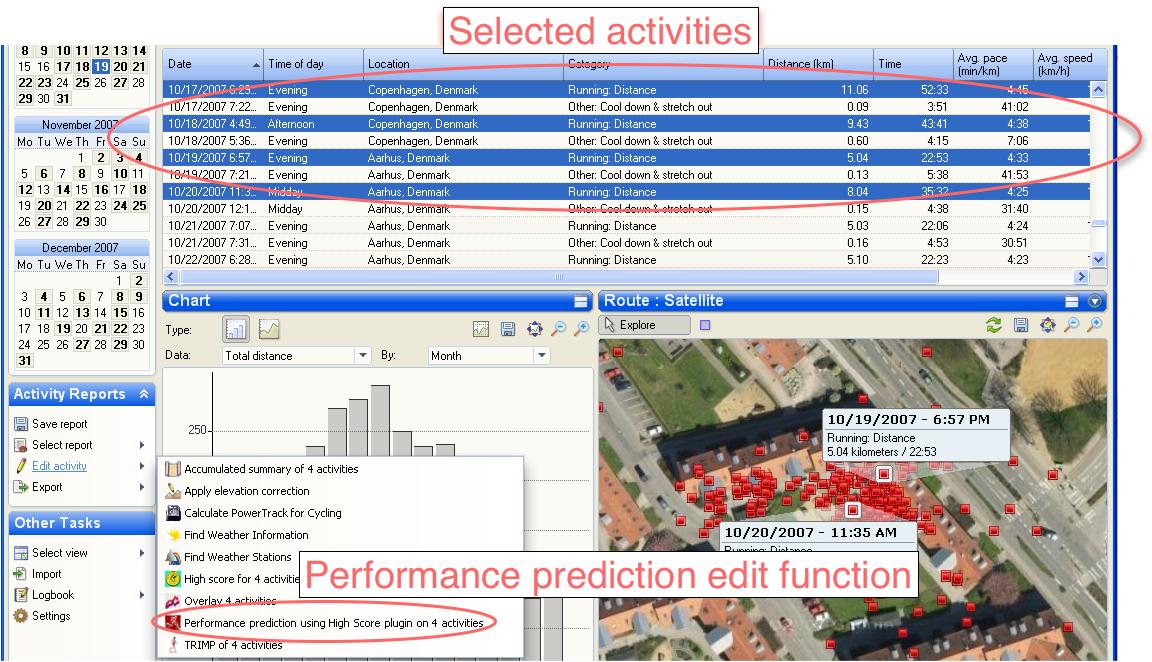 Selected activities
8 9 10 11 12 13 14
15 16 17 18 19 20 21
22 23 24 25 26 27 28
29 30 31
November 2007
Mo Tu We Th Fr Sa Su
1 2 3 4
5 6 7 8 9 10 11
12 13 14 15 16 17 18
19 20 21 22 23 24 25
26 27 28 29 30
December 2007
Mo Tu We Th Fr Sa Su
1 2
3 4 5 6 7 8 9
10 11 12 13 14 15 16
17 18 19 20 21 22 23
24 25 26 27 28 29 30
31
Activity Reports
Save report
Select report
Edit activity
Export
Other Tasks
Select view
Import
Logbook
Settings
Date Time of day Location Category Distance (km) Time Avg. pace (min/km) Avg. speed (km/h)
10/17/2007 6:29... Evening Copenhagen, Denmark Running: Distance 11.06 52:33 4:45
10/17/2007 7:22... Evening Copenhagen, Denmark Other: Cool down & stretch out 0.09 3:51 41:02
10/18/2007 4:49... Afternoon Copenhagen, Denmark Running: Distance 9.43 43:41 4:38
10/18/2007 5:36... Evening Copenhagen, Denmark Other: Cool down & stretch out 0.60 4:15 7:06
10/19/2007 6:57... Evening Aarhus, Denmark Running: Distance 5.04 22:53 4:33
10/19/2007 7:21... Evening Aarhus, Denmark Other: Cool down & stretch out 0.13 5:38 41:53
10/20/2007 11:3... Midday Aarhus, Denmark Running: Distance 8.04 35:32 4:25
10/20/2007 12:1... Midday Aarhus, Denmark Other: Cool down & stretch out 0.15 4:38 31:40
10/21/2007 7:07... Evening Aarhus, Denmark Running: Distance 5.03 22:06 4:24
10/21/2007 7:31... Evening Aarhus, Denmark Other: Cool down & stretch out 0.16 4:53 30:51
10/22/2007 6:28... Evening Aarhus, Denmark Running: Distance 5.10 22:23 4:23
Chart
Type:
Data: Total distance By: Month
250
Accumulated summary of 4 activities
Apply elevation correction
Calculate PowerTrack for Cycling
Find Weather Information
Find Weather Stations
High score for 4 activitie
Overlay 4 activities
Performance prediction using High Score plugin on 4 activities
TRIMP of 4 activities
Performance prediction edit function
Route : Satellite
Explore
10/19/2007 - 6:57 PM
Running: Distance
5.04 kilometers / 22:53
10/20/2007 - 11:35 AM
Running: Distance